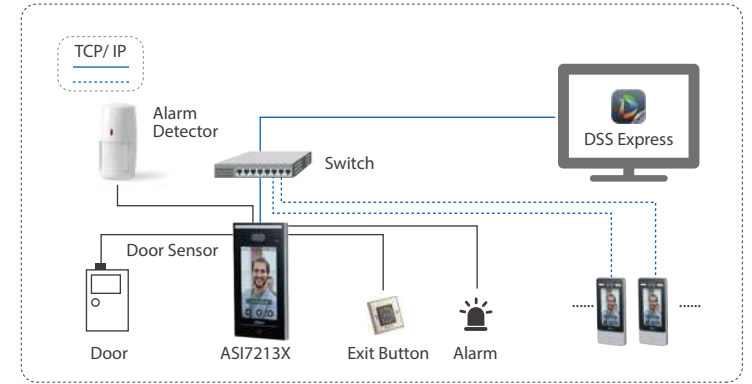 TCP/ IP
Alarm
Detector
Switch
DSS Express
Door Sensor
Door
ASI7213X
Exit Button
Alarm